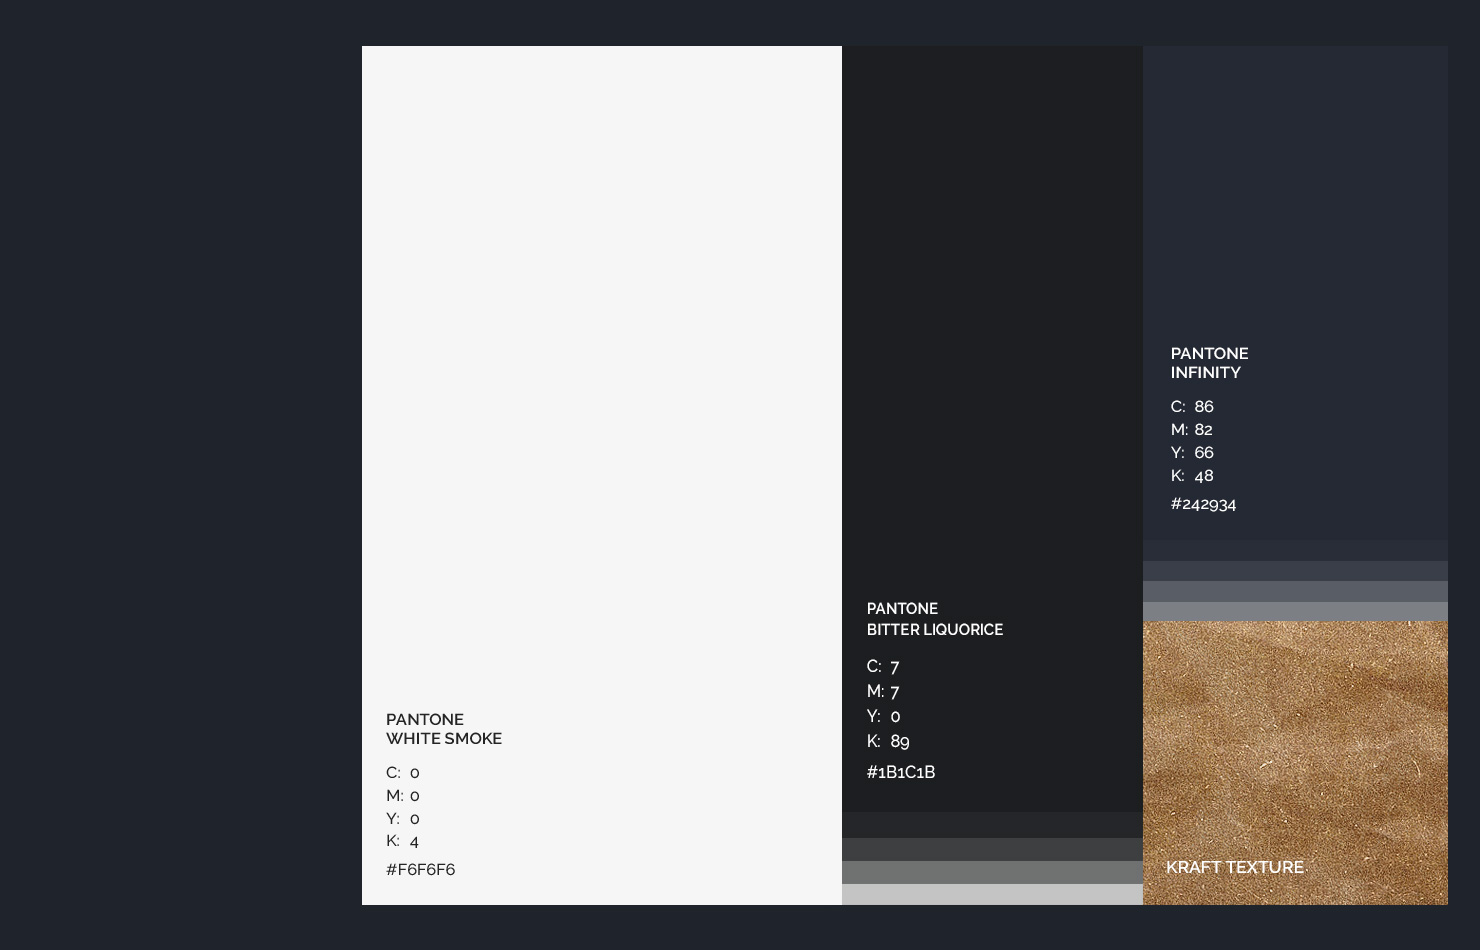 PANTONE
WHITE SMOKE
C: 0
M: 0
Y: 0
K: 4
#F6F6F6
PANTONE
BITTER LIQUORICE
C: 7
M: 7
Y: 0
K: 89
#1B1C1B
PANTONE
INFINITY
C: 86
M: 82
Y: 66
K: 48
#242934
KRAFT TEXTURE